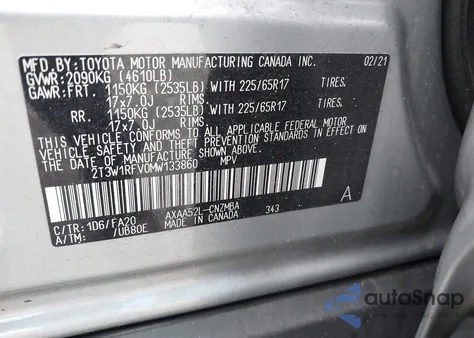 MFD.BY: TOYOTA MOTOR MANUFACTURING CANADA INC. 02/21
GVWR: 2090KG (4610LB)
GAWR: FRT. 1150KG (2535LB) WITH 225/65R17 TIRES.
17x7.0J RIMS.
RR. 1150KG (2535LB) WITH 225/65R17 TIRES.
17x7.0J RIMS.
THIS VEHICLE CONFORMS TO ALL APPLICABLE FEDERAL MOTOR
VEHICLE SAFETY, BUMPER, AND THEFT PREVENTION STANDARDS IN EFFECT ON
THE DATE OF MANUFACTURE SHOWN ABOVE.
2T3W1RFV0MW133860 MPV
A
C/TR: 1D6/FA20 AXAA52L-CNZMBA 343
A/TM: /UB80E MADE IN CANADA
autoSnap